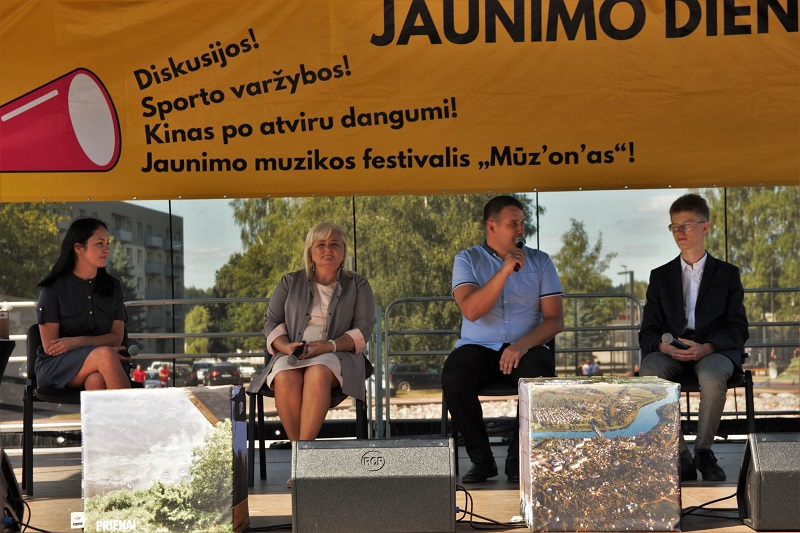 JAUNIMO DIEN
Diskusijos!
Sporto varžybos!
Kinas po atviru dangumi!
Jaunimo muzikos festivalis „Mūz’on’as“!
RCF
PRIENAI